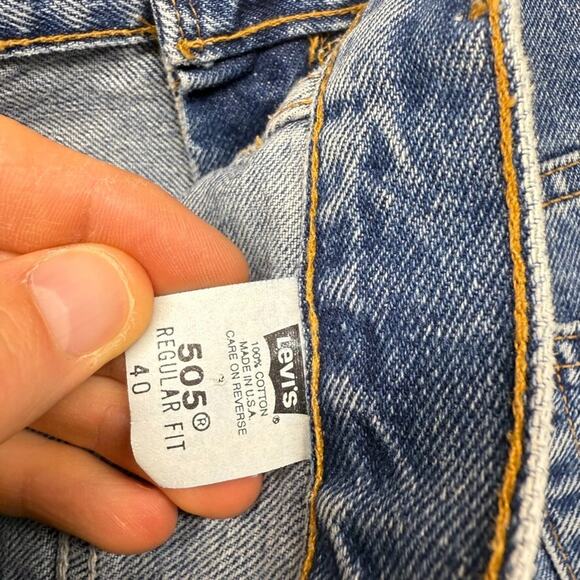 Levi's®
100% COTTON
MADE IN U.S.A.
CARE ON REVERSE
505®
REGULAR FIT
40